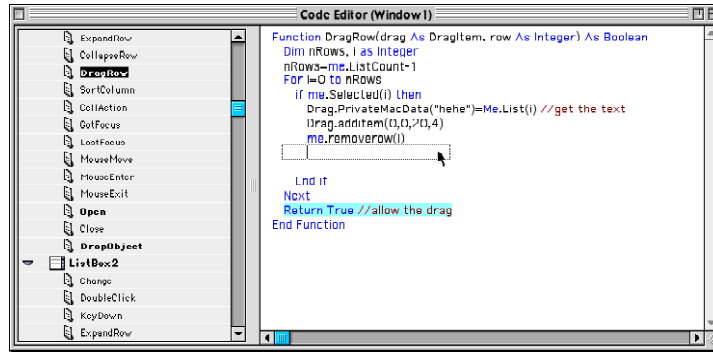 Code Editor (Window1)
ExpandRow
CollapseRow
DragRow
SortColumn
CellAction
GotFocus
LostFocus
MouseMove
MouseEnter
MouseExit
Open
Close
DropObject
ListBox2
Change
DoubleClick
KeyDown
ExpandRow
Function DragRow(drag As DragItem, row As Integer) As Boolean
Dim nRows, i as Integer
nRows=me.ListCount-1
For i=0 to nRows
if me.Selected(i) then
Drag.PrivateMacData("hehe")=Me.List(i) //get the text
Drag.additem(0,0,20,4)
me.removerow(i)
End if
Next
Return True //allow the drag
End Function